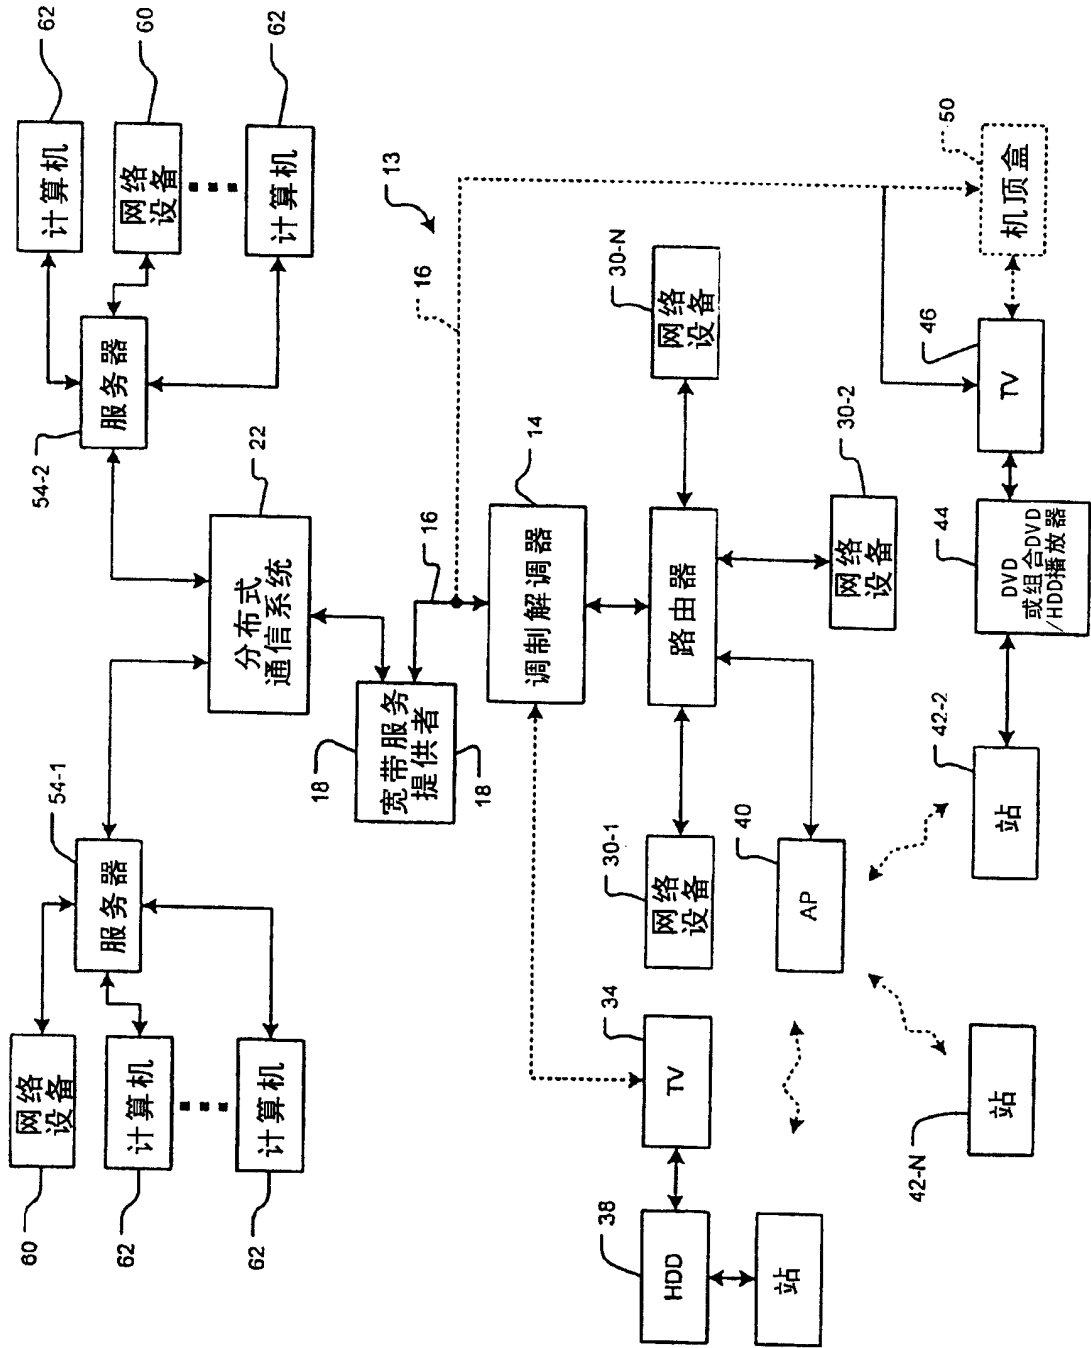 60
网络
设备
服务器
54-1
54-2
服务器
计算机
62
62
计算机
网络
设备
60
62
计算机
计算机
62
分布式
通信系统
22
18
宽带服务
提供者
18
16
16
13
调制解调器
14
38
HDD
TV
34
网络
设备
30-1
路由器
网络
设备
30-N
站
AP
40
网络
设备
30-2
42-N
站
站
42-2
DVD
或组合DVD
/HDD播放器
44
TV
46
机顶盒
50